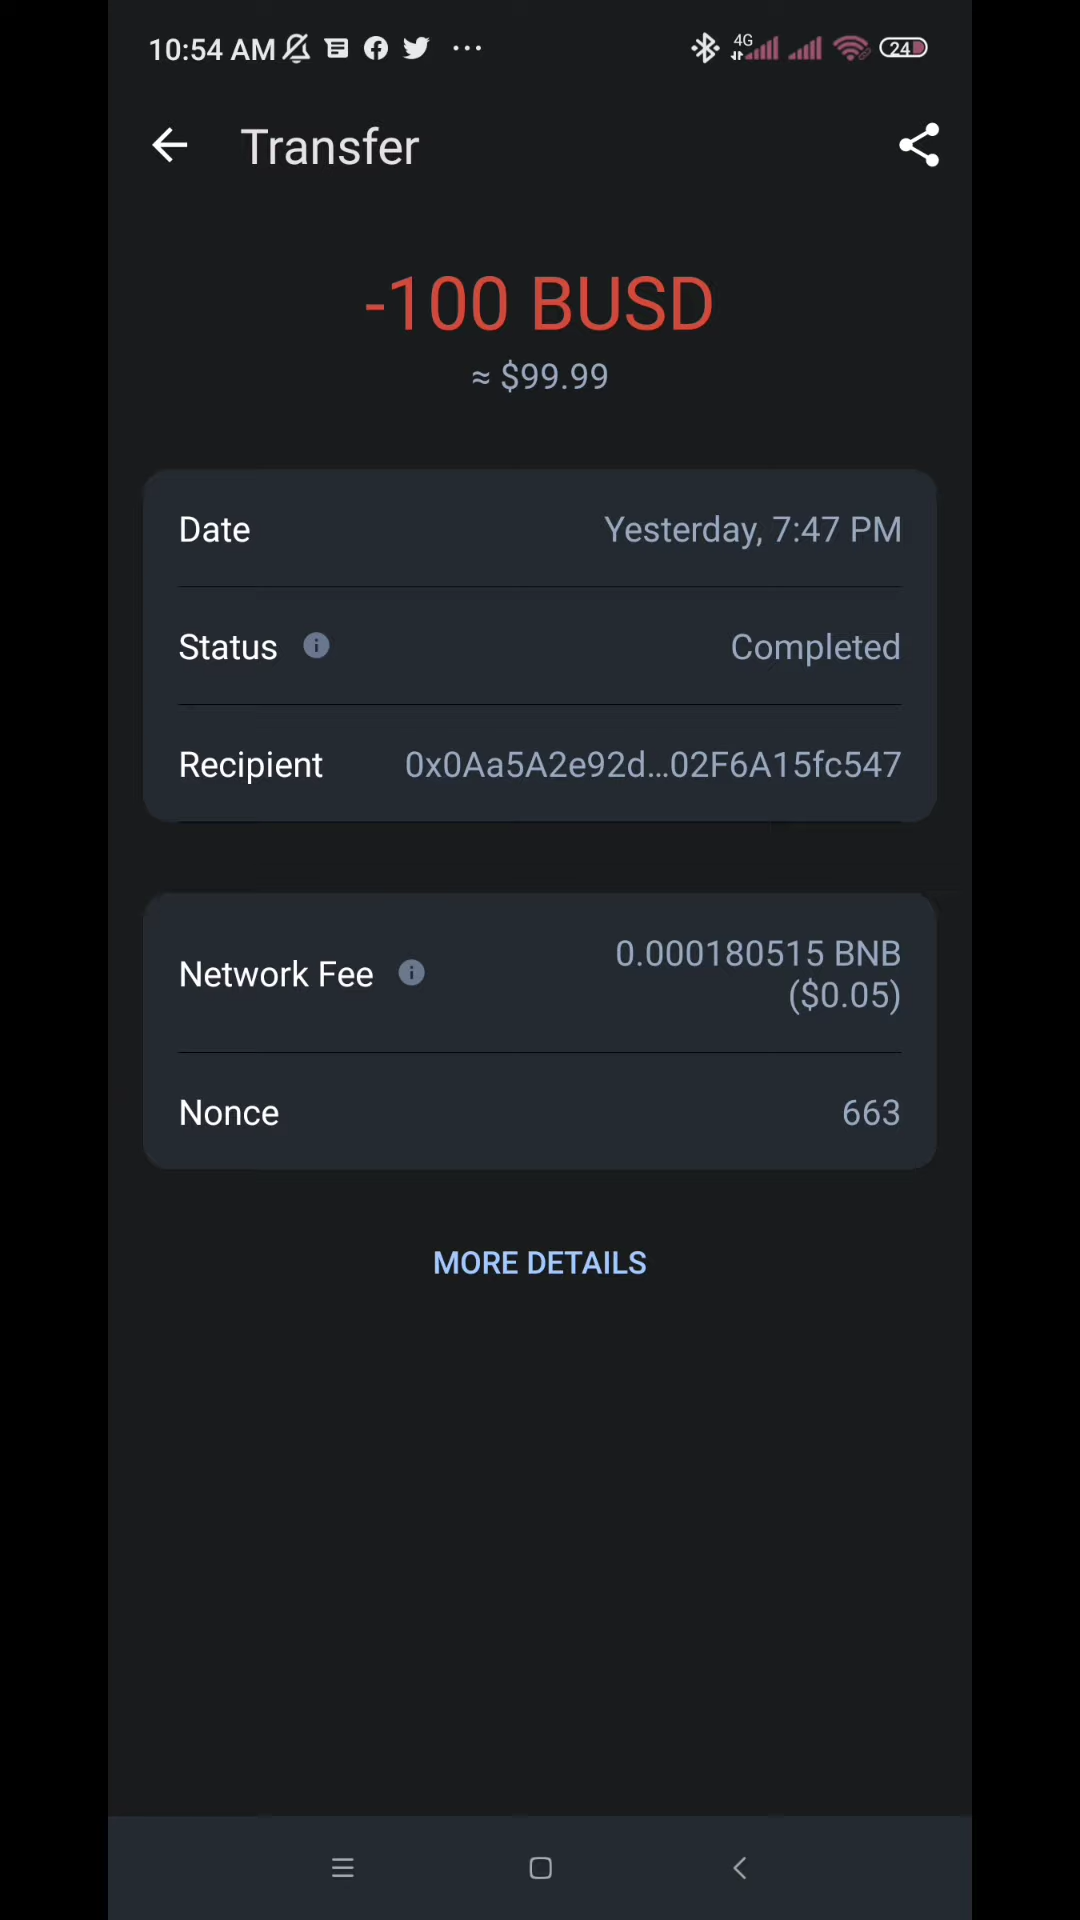 10:54 AM 4G 24
Transfer
-100 BUSD
≈ $99.99
Date Yesterday, 7:47 PM
Status Completed
Recipient 0x0Aa5A2e92d...02F6A15fc547
Network Fee 0.000180515 BNB
($0.05)
Nonce 663
MORE DETAILS